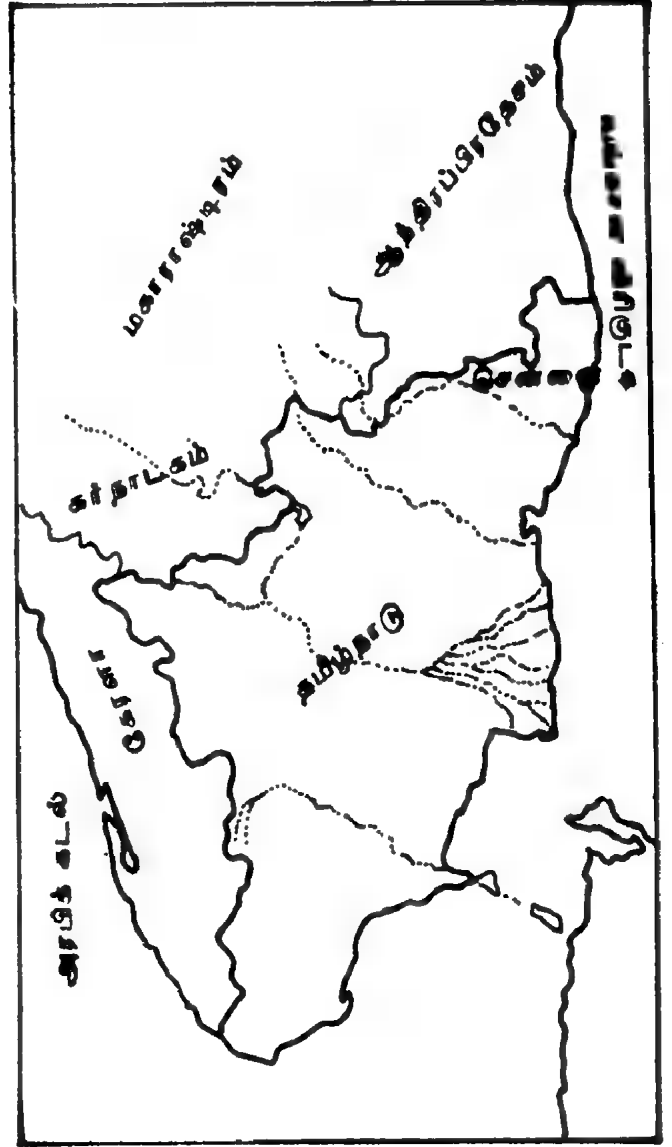 மகாராஷ்டிரம்
ஆந்திரப்பிரதேசம்
கர்நாடகம்
சென்னை
கேரளா
தமிழ்நாடு
அரபிக் கடல்